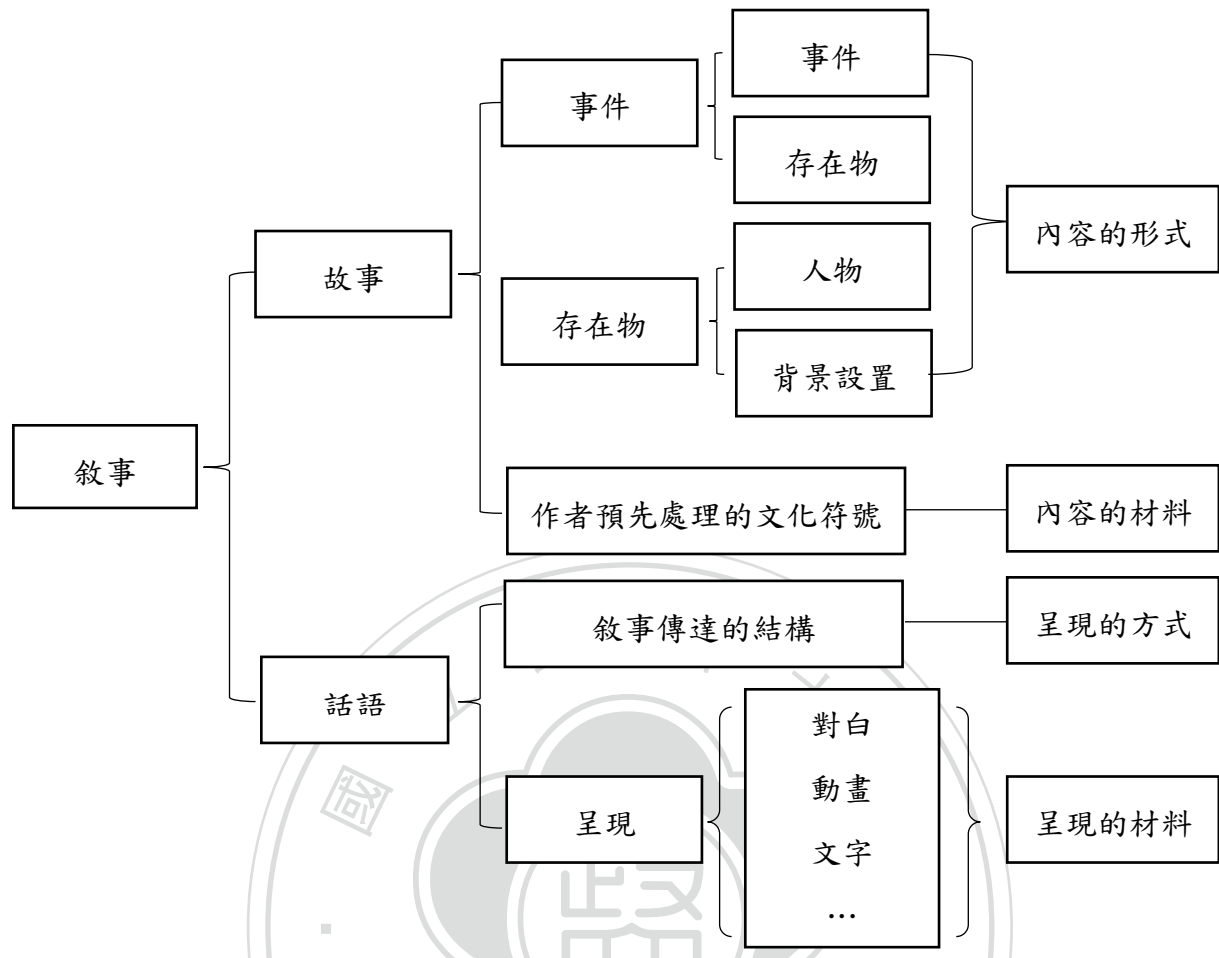 事件
事件
存在物
內容的形式
故事
人物
存在物
背景設置
敘事
作者預先處理的文化符號
內容的材料
敘事傳達的結構
呈現的方式
話語
對白
動畫
文字
…
呈現
呈現的材料
國
政